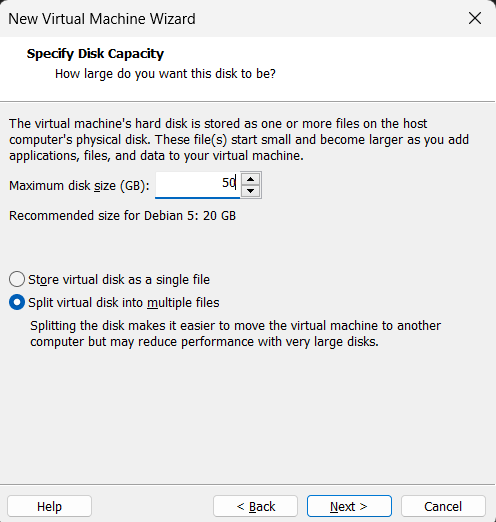 New Virtual Machine Wizard
Specify Disk Capacity
How large do you want this disk to be?
The virtual machine's hard disk is stored as one or more files on the host
computer's physical disk. These file(s) start small and become larger as you add
applications, files, and data to your virtual machine.
Maximum disk size (GB): 50
Recommended size for Debian 5: 20 GB
Store virtual disk as a single file
Split virtual disk into multiple files
Splitting the disk makes it easier to move the virtual machine to another
computer but may reduce performance with very large disks.
Help < Back Next > Cancel